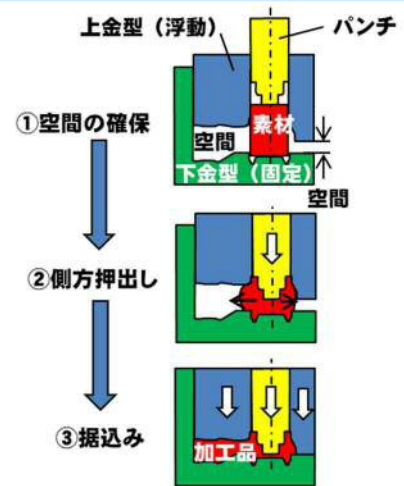 上金型（浮動）
パンチ
①空間の確保
素材
空間
下金型（固定）
空間
②側方押出し
③据込み
加工品